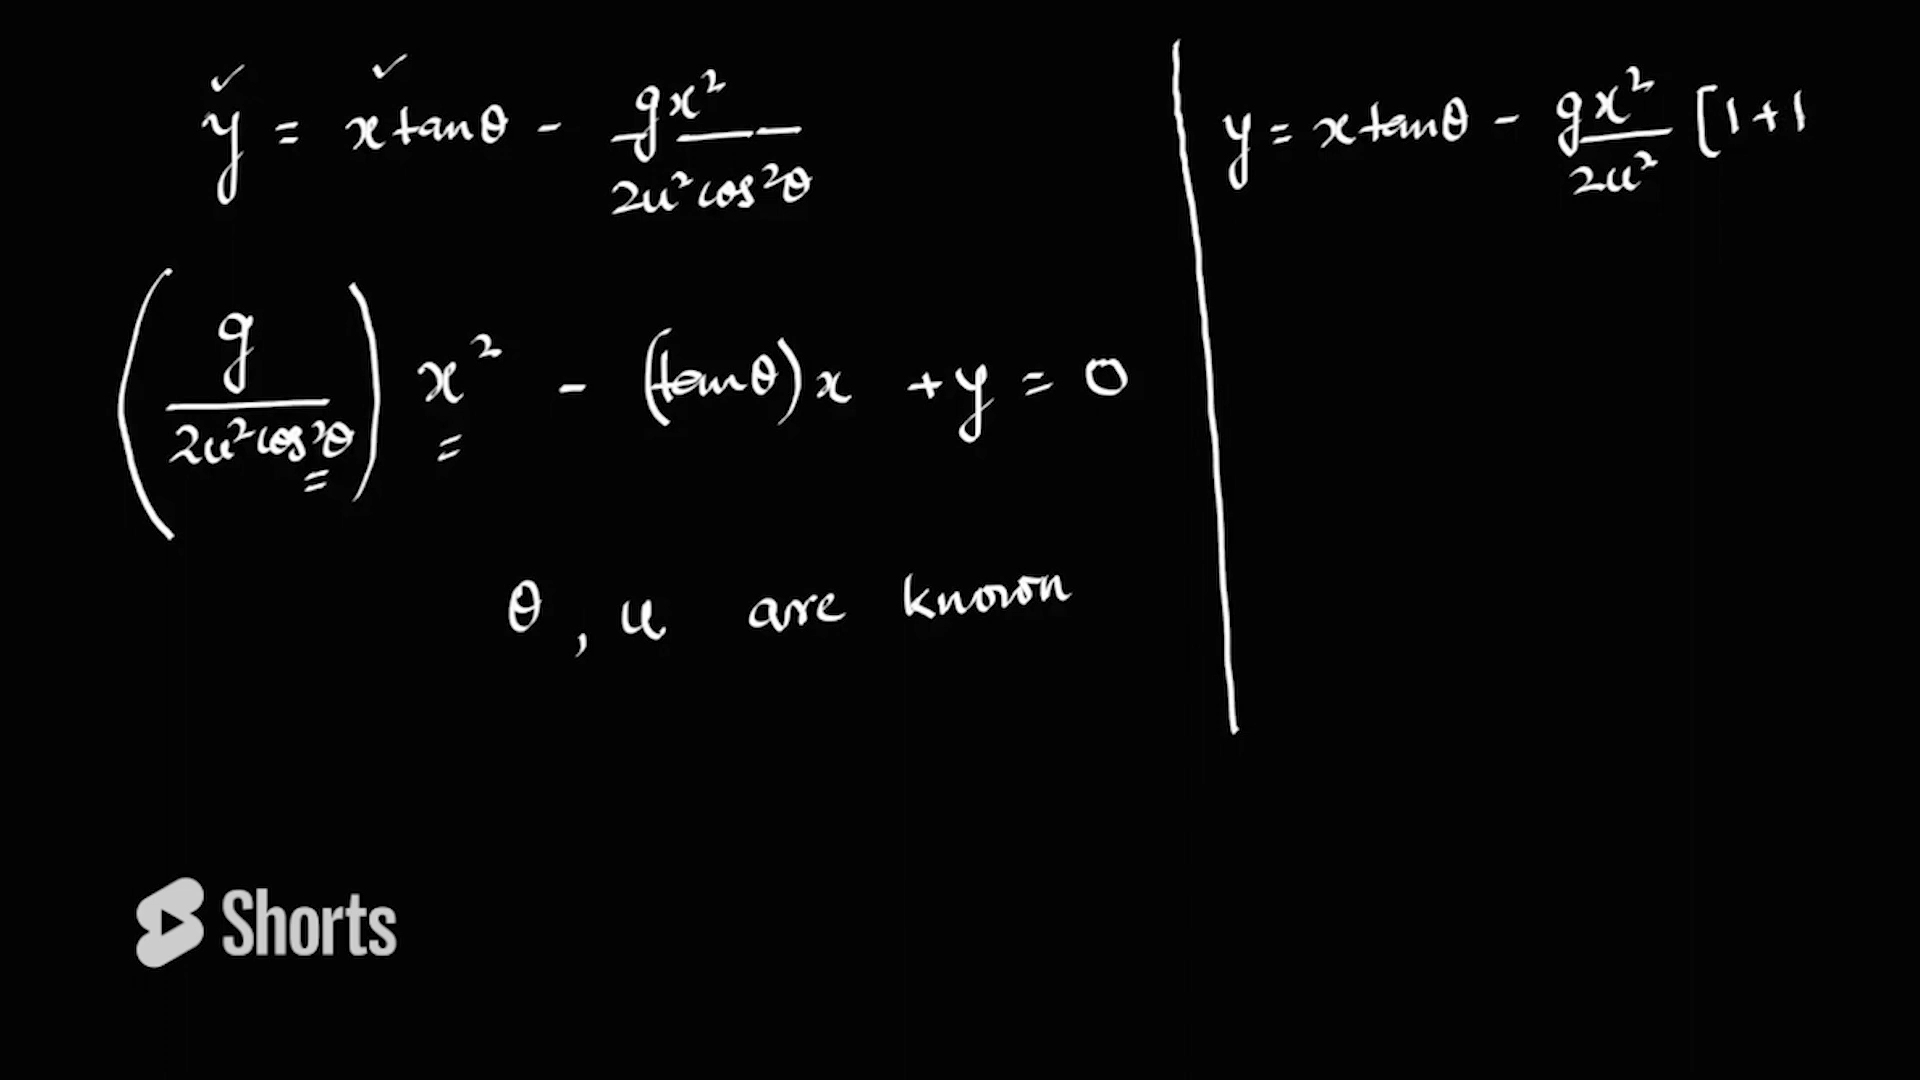 y = x tanθ - gx² / 2u²cos²θ
(g / 2u²cos²θ) x² - (tanθ)x + y = 0
θ, u are known
y = x tanθ - gx² / 2u² [1+1
Shorts